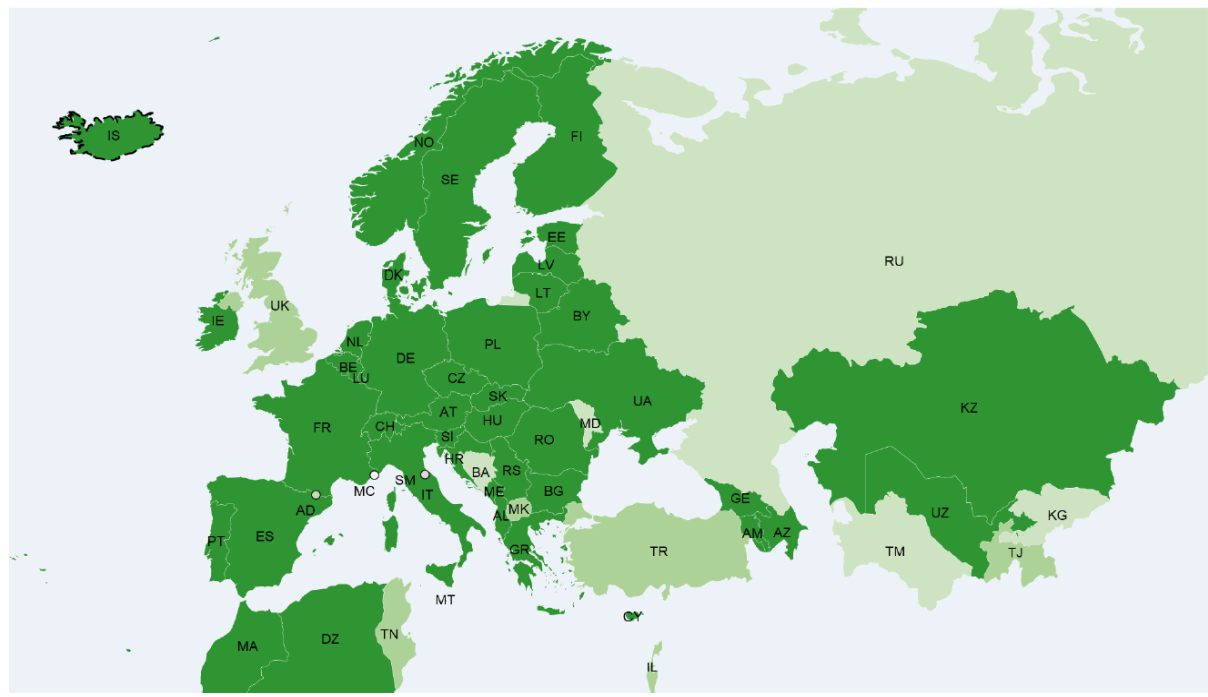 IS
NO
FI
SE
EE
RU
DK
LV
LT
UK
BY
IE
NL
DE
PL
BE
LU
CZ
SK
UA
KZ
AT
HU
MD
FR
CH
SI
RO
HR
BA
RS
SM
MC
IT
ME
BG
GE
AD
MK
UZ
KG
AL
PT
ES
AM
AZ
GR
TR
TM
TJ
MT
CY
TN
MA
DZ
IL